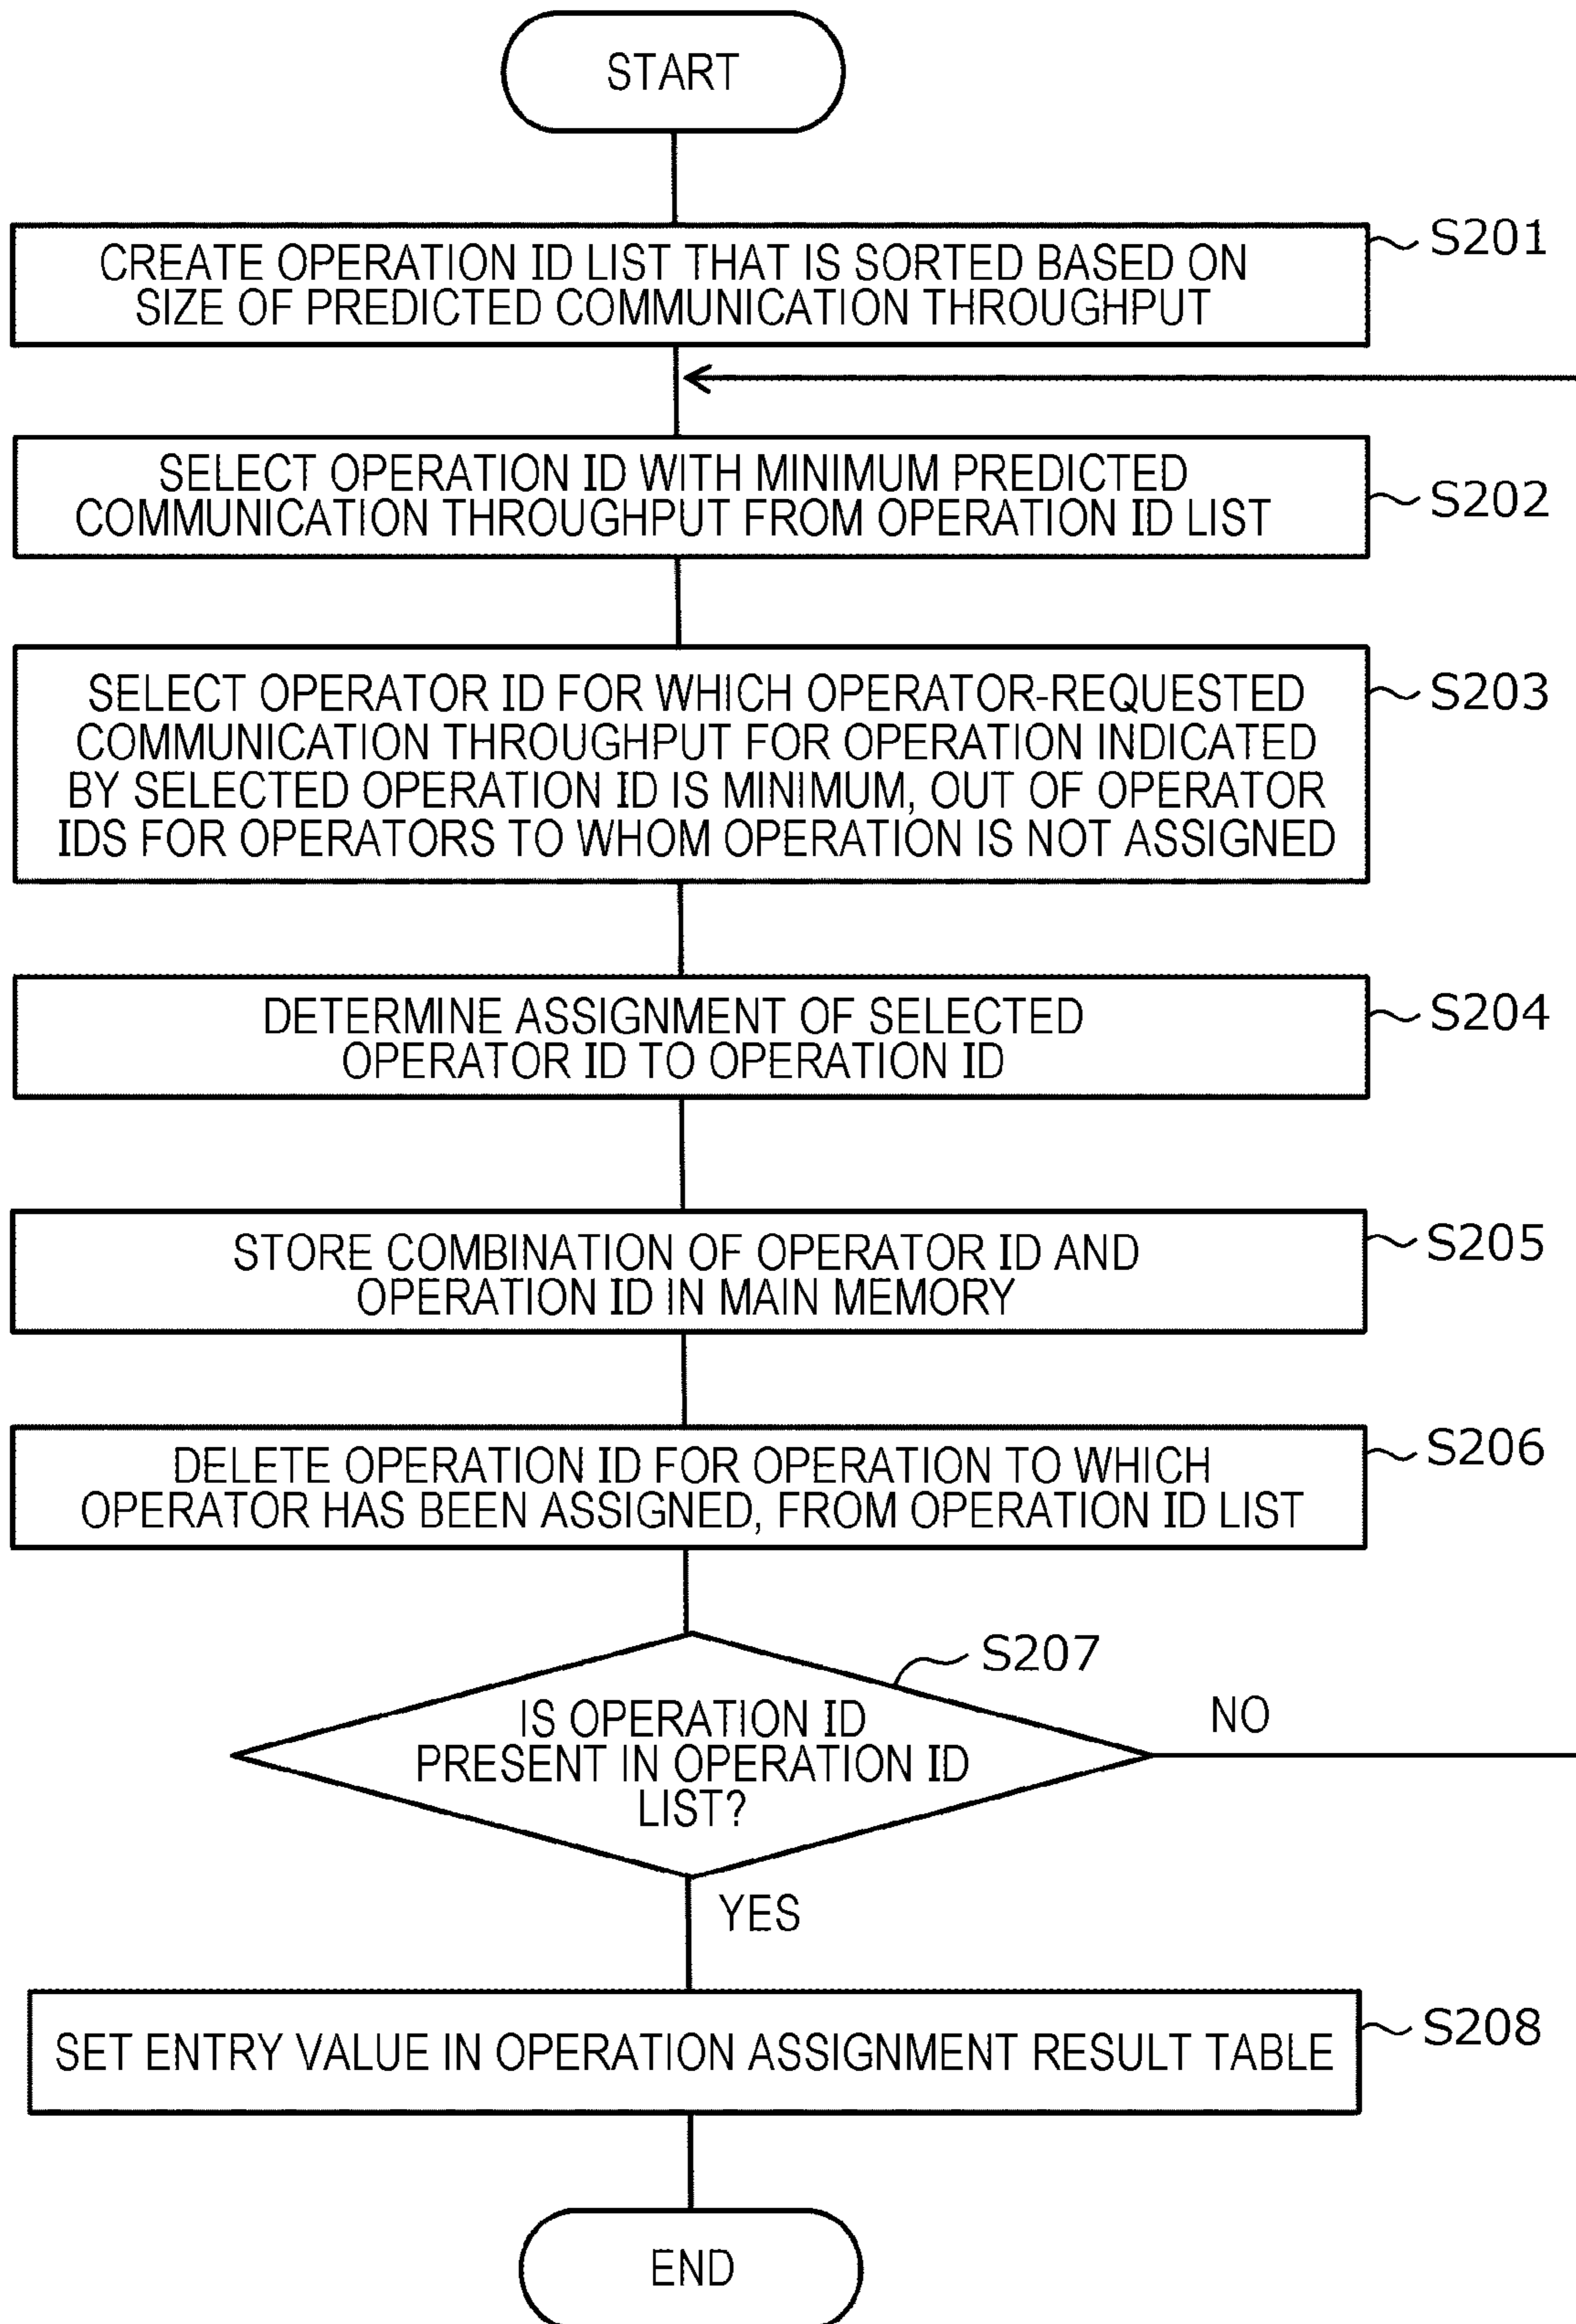 START
CREATE OPERATION ID LIST THAT IS SORTED BASED ON
SIZE OF PREDICTED COMMUNICATION THROUGHPUT
S201
SELECT OPERATION ID WITH MINIMUM PREDICTED
COMMUNICATION THROUGHPUT FROM OPERATION ID LIST
S202
SELECT OPERATOR ID FOR WHICH OPERATOR-REQUESTED
COMMUNICATION THROUGHPUT FOR OPERATION INDICATED
BY SELECTED OPERATION ID IS MINIMUM, OUT OF OPERATOR
IDS FOR OPERATORS TO WHOM OPERATION IS NOT ASSIGNED
S203
DETERMINE ASSIGNMENT OF SELECTED
OPERATOR ID TO OPERATION ID
S204
STORE COMBINATION OF OPERATOR ID AND
OPERATION ID IN MAIN MEMORY
S205
DELETE OPERATION ID FOR OPERATION TO WHICH
OPERATOR HAS BEEN ASSIGNED, FROM OPERATION ID LIST
S206
S207
IS OPERATION ID
PRESENT IN OPERATION ID
LIST?
NO
YES
SET ENTRY VALUE IN OPERATION ASSIGNMENT RESULT TABLE
S208
END